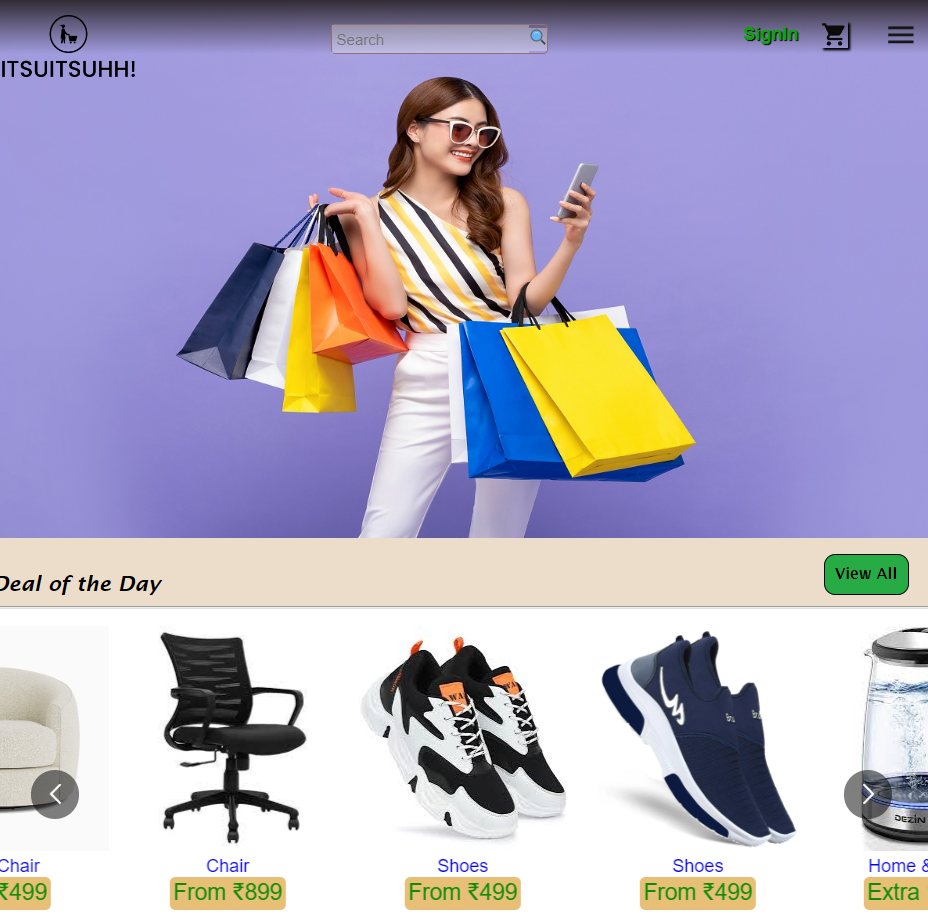 SignIn
Search
ITSUITSUHH!
Deal of the Day
View All
Chair
Chair
Shoes
Shoes
Home &
₹499
From ₹899
From ₹499
From ₹499
Extra